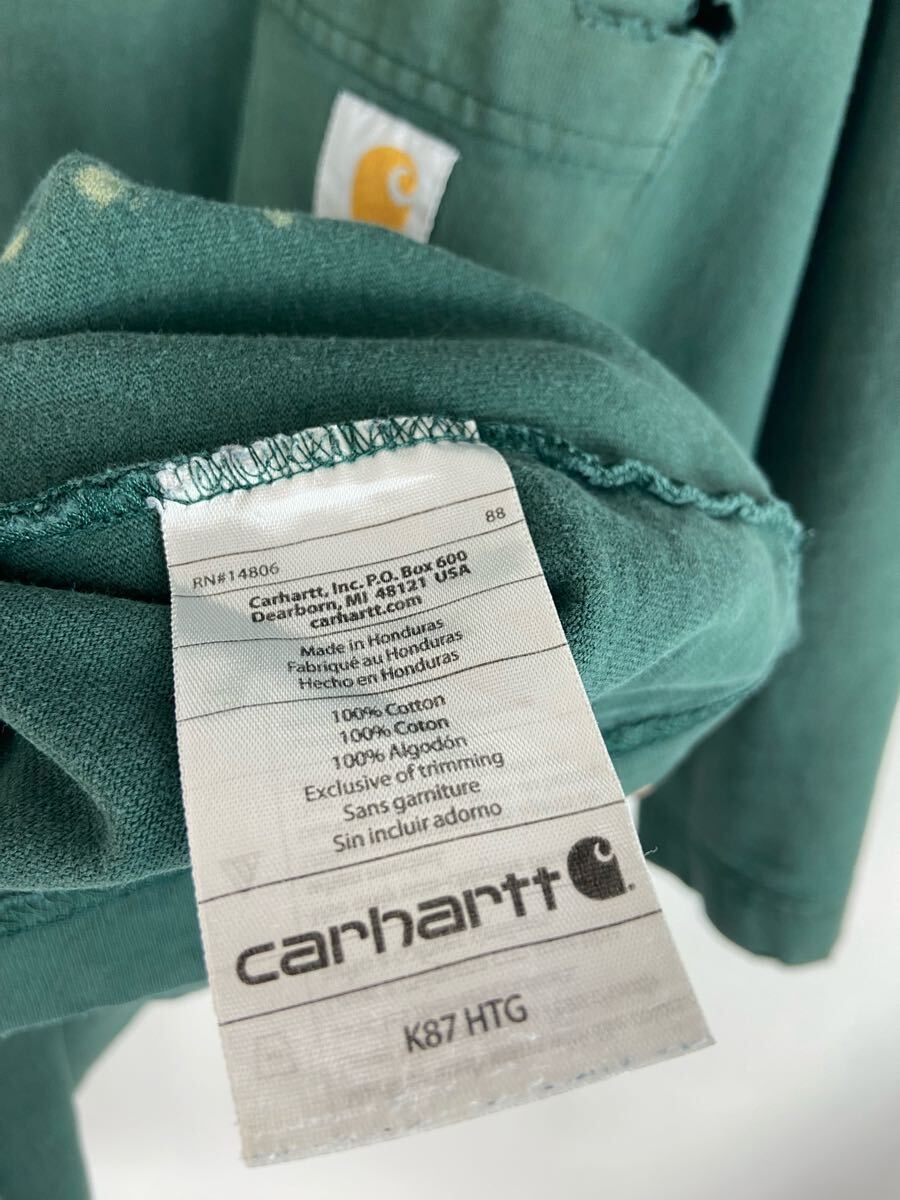 88
RN#14806
Carhartt, Inc. P.O. Box 600
Dearborn, MI 48121 USA
carhartt.com
Made in Honduras
Fabriqué au Honduras
Hecho en Honduras
100% Cotton
100% Coton
100% Algodón
Exclusive of trimming
Sans garniture
Sin incluir adorno
carhartt
K87 HTG